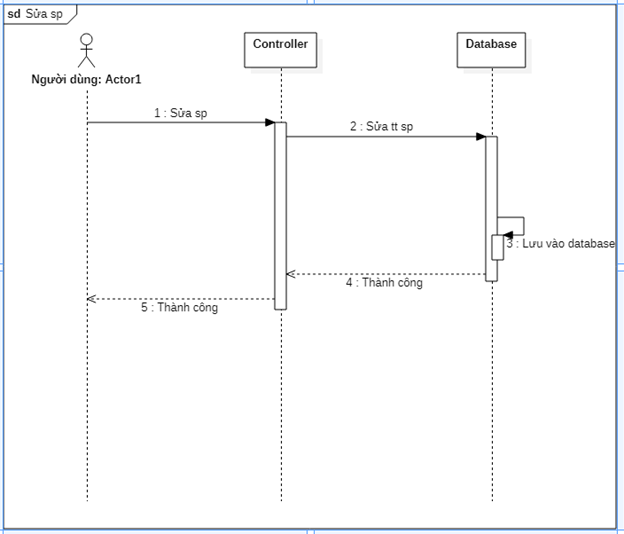 sd Sửa sp
Controller
Database
Người dùng: Actor1
1 : Sửa sp
2 : Sửa tt sp
3 : Lưu vào database
4 : Thành công
5 : Thành công